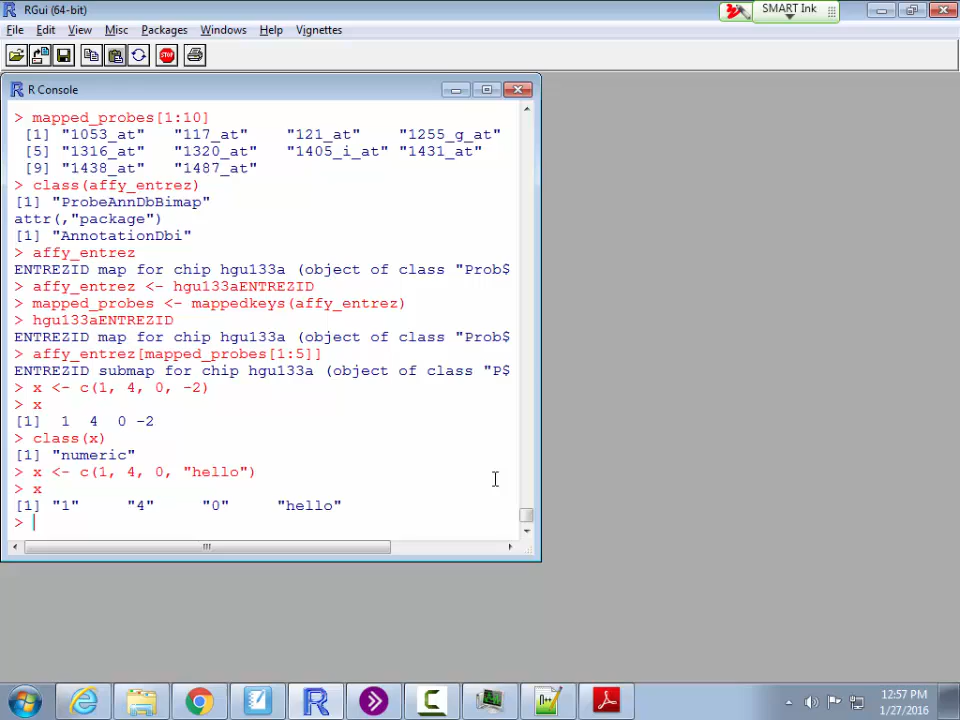 RGui (64-bit)
SMART Ink
File Edit View Misc Packages Windows Help Vignettes
STOP
R Console
> mapped_probes[1:10]
[1] "1053_at" "117_at" "121_at" "1255_g_at"
[5] "1316_at" "1320_at" "1405_i_at" "1431_at"
[9] "1438_at" "1487_at"
> class(affy_entrez)
[1] "ProbeAnnDbBimap"
attr(,"package")
[1] "AnnotationDbi"
> affy_entrez
ENTREZID map for chip hgu133a (object of class "Prob$
> affy_entrez <- hgu133aENTREZID
> mapped_probes <- mappedkeys(affy_entrez)
> hgu133aENTREZID
ENTREZID map for chip hgu133a (object of class "Prob$
> affy_entrez[mapped_probes[1:5]]
ENTREZID submap for chip hgu133a (object of class "P$
> x <- c(1, 4, 0, -2)
> x
[1] 1 4 0 -2
> class(x)
[1] "numeric"
> x <- c(1, 4, 0, "hello")
> x
[1] "1" "4" "0" "hello"
>
12:57 PM
1/27/2016